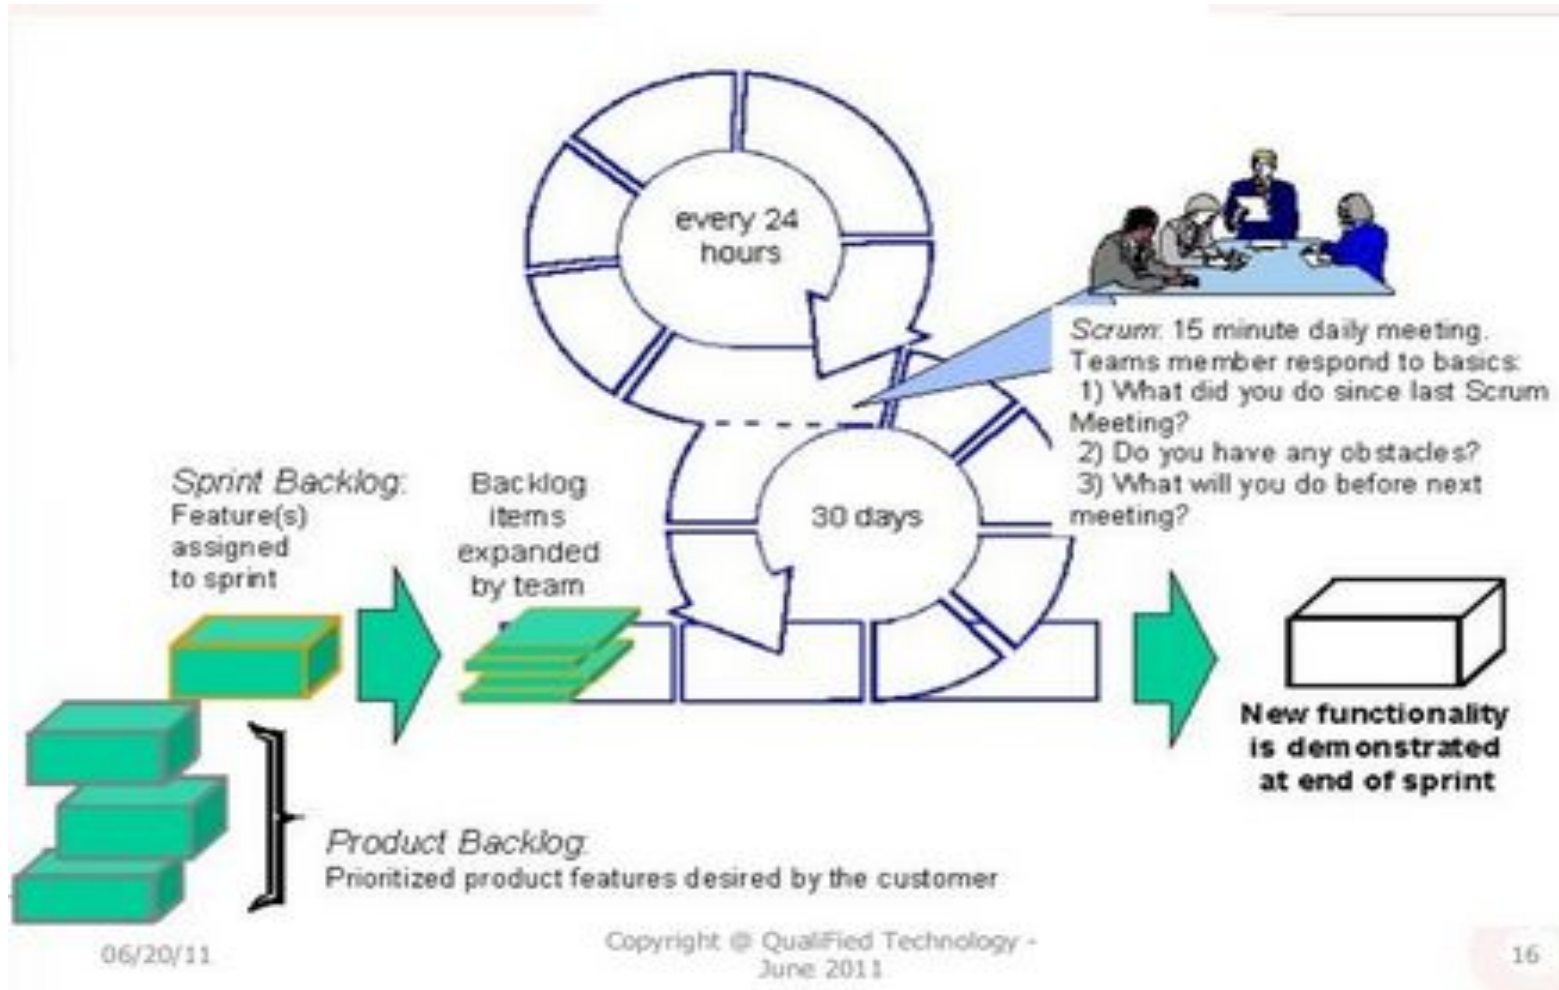 every 24
hours
Scrum: 15 minute daily meeting.
Teams member respond to basics:
1) What did you do since last Scrum
Meeting?
2) Do you have any obstacles?
3) What will you do before next
meeting?
30 days
Sprint Backlog:
Feature(s)
assigned
to sprint
Backlog
items
expanded
by team
New functionality
is demonstrated
at end of sprint
Product Backlog:
Prioritized product features desired by the customer
06/20/11
Copyright @ QualiFied Technology -
June 2011
16